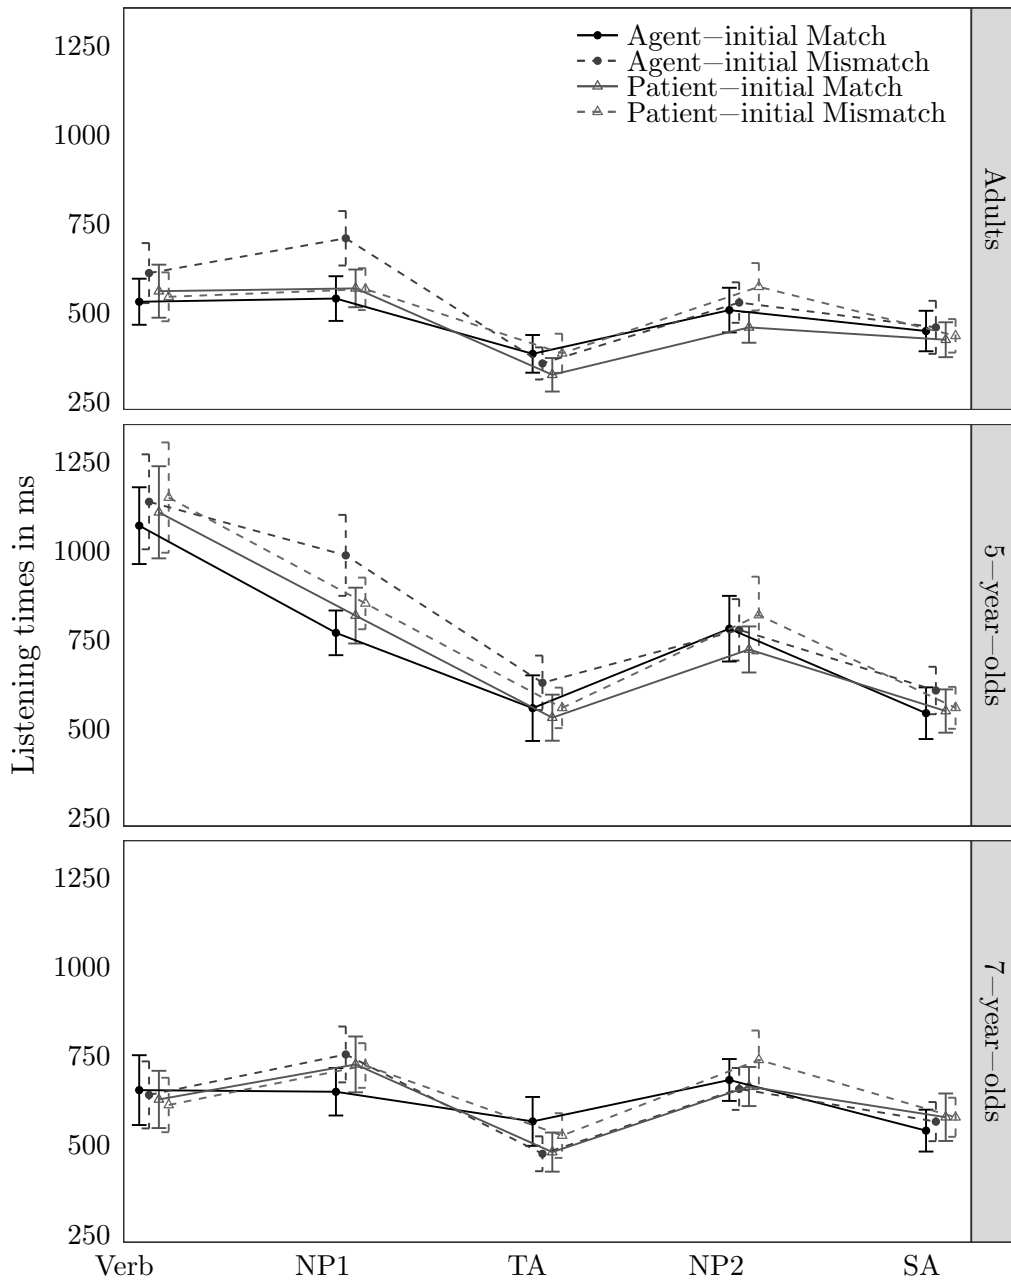 1250
1000
750
500
250
Agent−initial Match
Agent−initial Mismatch
Patient−initial Match
Patient−initial Mismatch
Adults
Listening times in ms
1250
1000
750
500
250
5−year−olds
1250
1000
750
500
250
7−year−olds
Verb NP1 TA NP2 SA